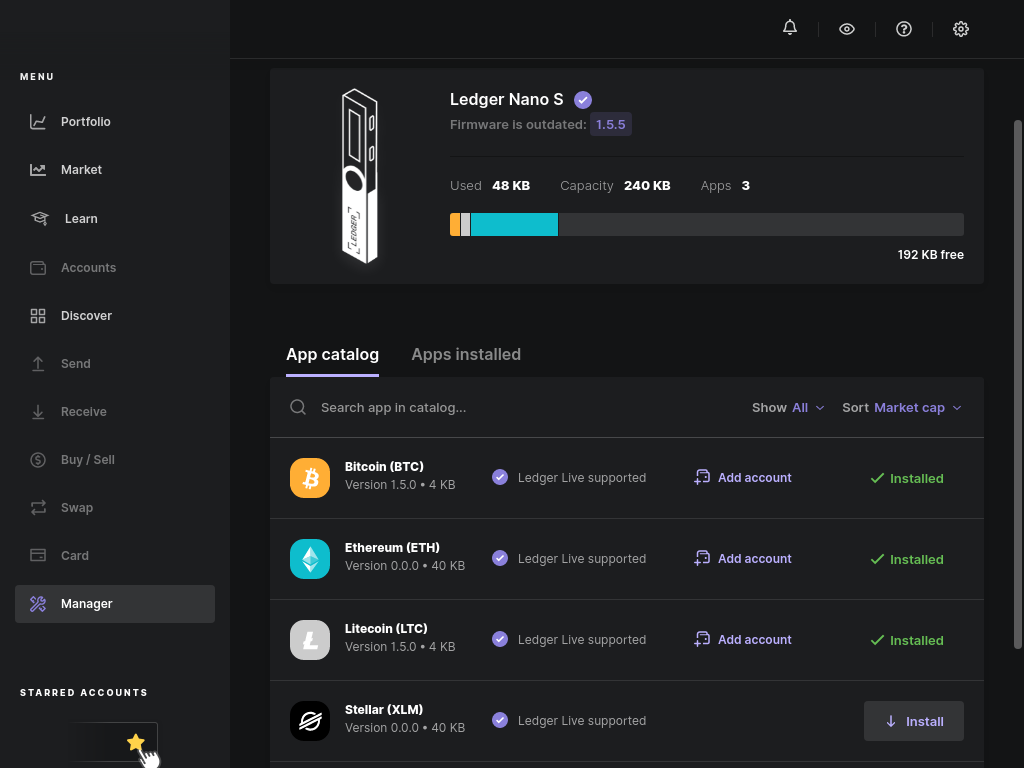 MENU
Portfolio
Market
Learn
Accounts
Discover
Send
Receive
Buy / Sell
Swap
Card
Manager
STARRED ACCOUNTS
LEDGER
Ledger Nano S
Firmware is outdated: 1.5.5
Used 48 KB Capacity 240 KB Apps 3
192 KB free
App catalog Apps installed
Search app in catalog... Show All Sort Market cap
Bitcoin (BTC)
Version 1.5.0 • 4 KB
Ledger Live supported Add account Installed
Ethereum (ETH)
Version 0.0.0 • 40 KB
Ledger Live supported Add account Installed
Litecoin (LTC)
Version 1.5.0 • 4 KB
Ledger Live supported Add account Installed
Stellar (XLM)
Version 0.0.0 • 40 KB
Ledger Live supported Install